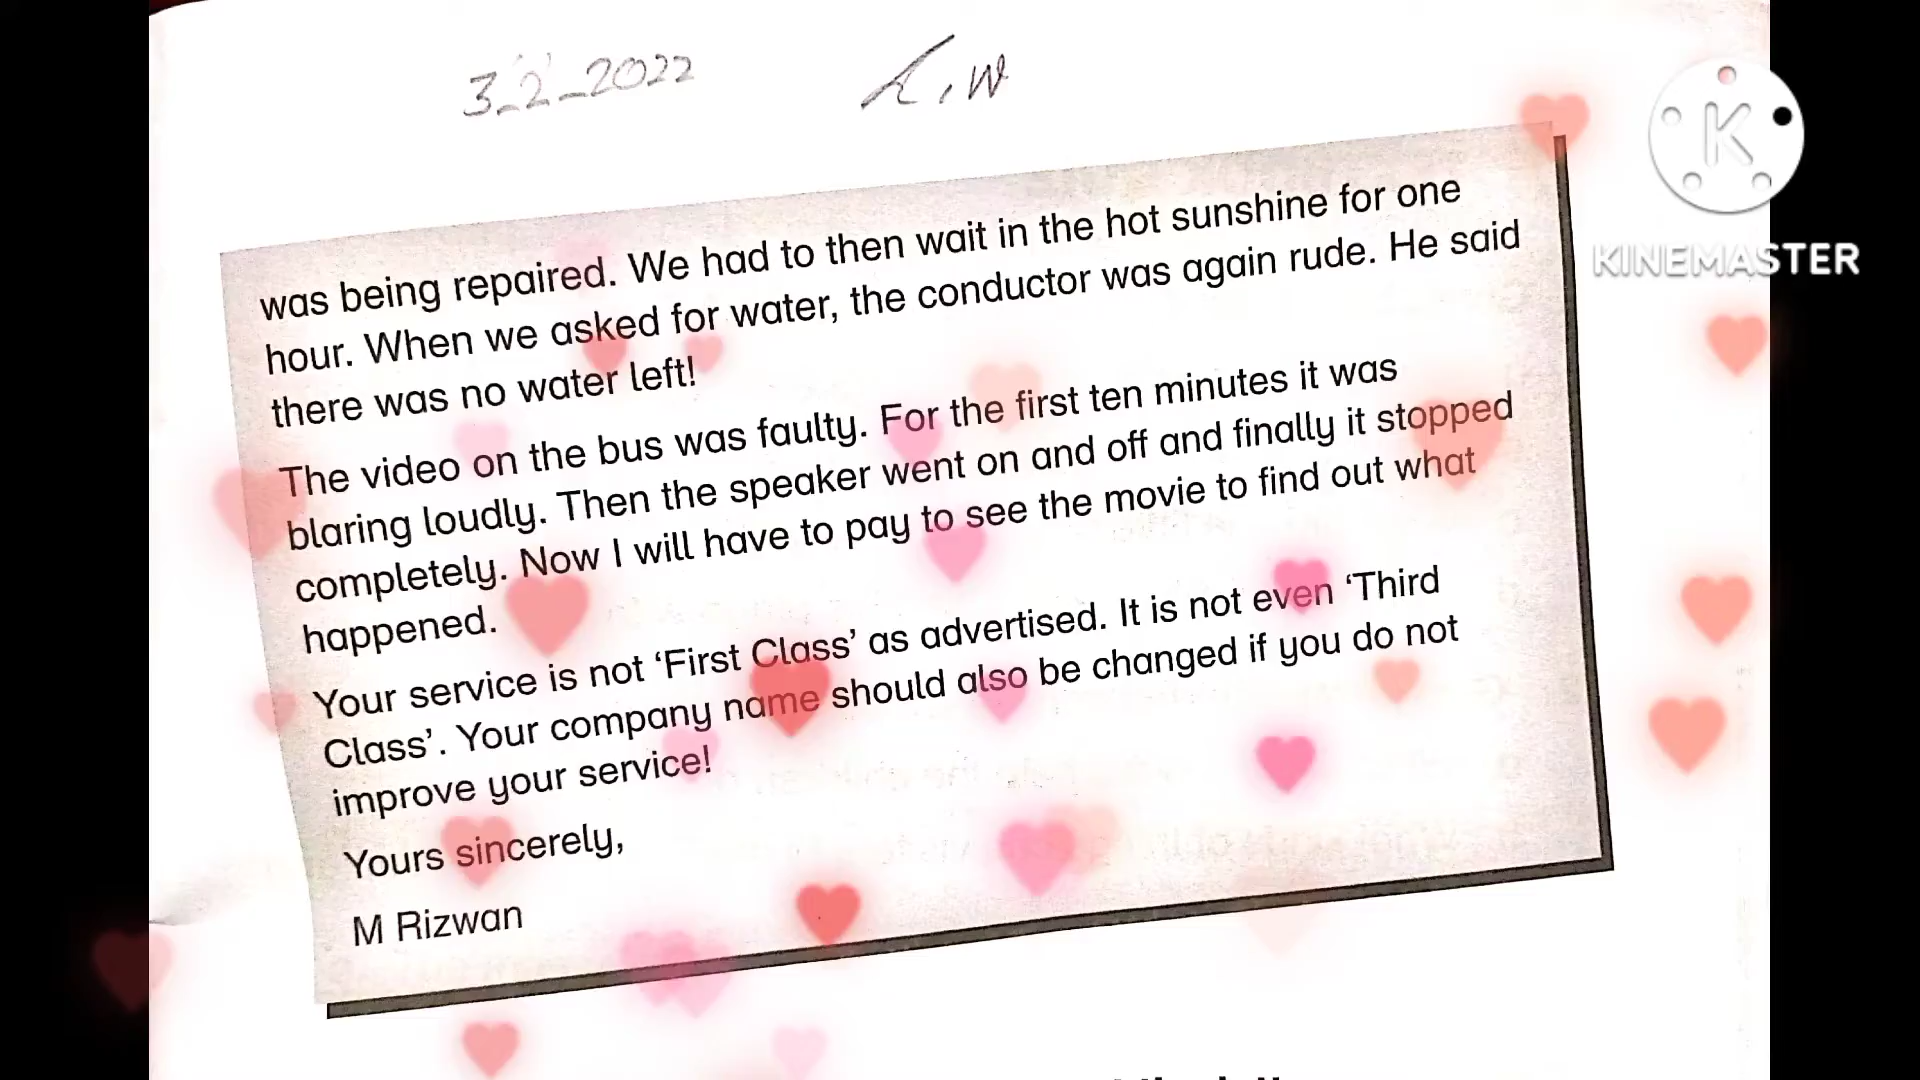 3-2-2022
was being repaired. We had to then wait in the hot sunshine for one
hour. When we asked for water, the conductor was again rude. He said
there was no water left!
The video on the bus was faulty. For the first ten minutes it was
blaring loudly. Then the speaker went on and off and finally it stopped
completely. Now I will have to pay to see the movie to find out what
happened.
Your service is not ‘First Class’ as advertised. It is not even ‘Third
Class’. Your company name should also be changed if you do not
improve your service!
Yours sincerely,
M Rizwan
K
KINEMASTER